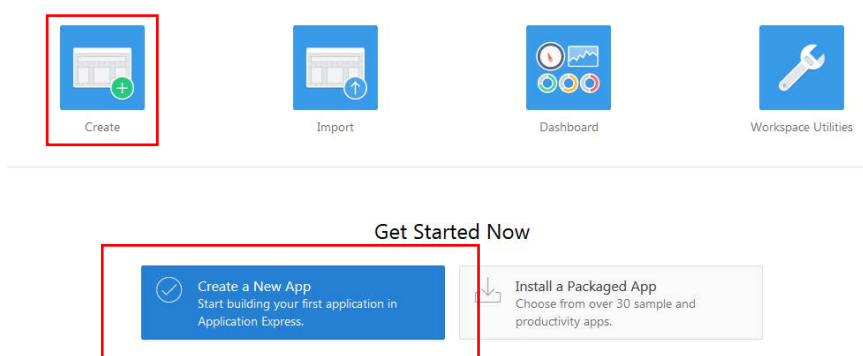 Create
Import
Dashboard
Workspace Utilities
Get Started Now
Create a New App
Start building your first application in
Application Express.
Install a Packaged App
Choose from over 30 sample and
productivity apps.